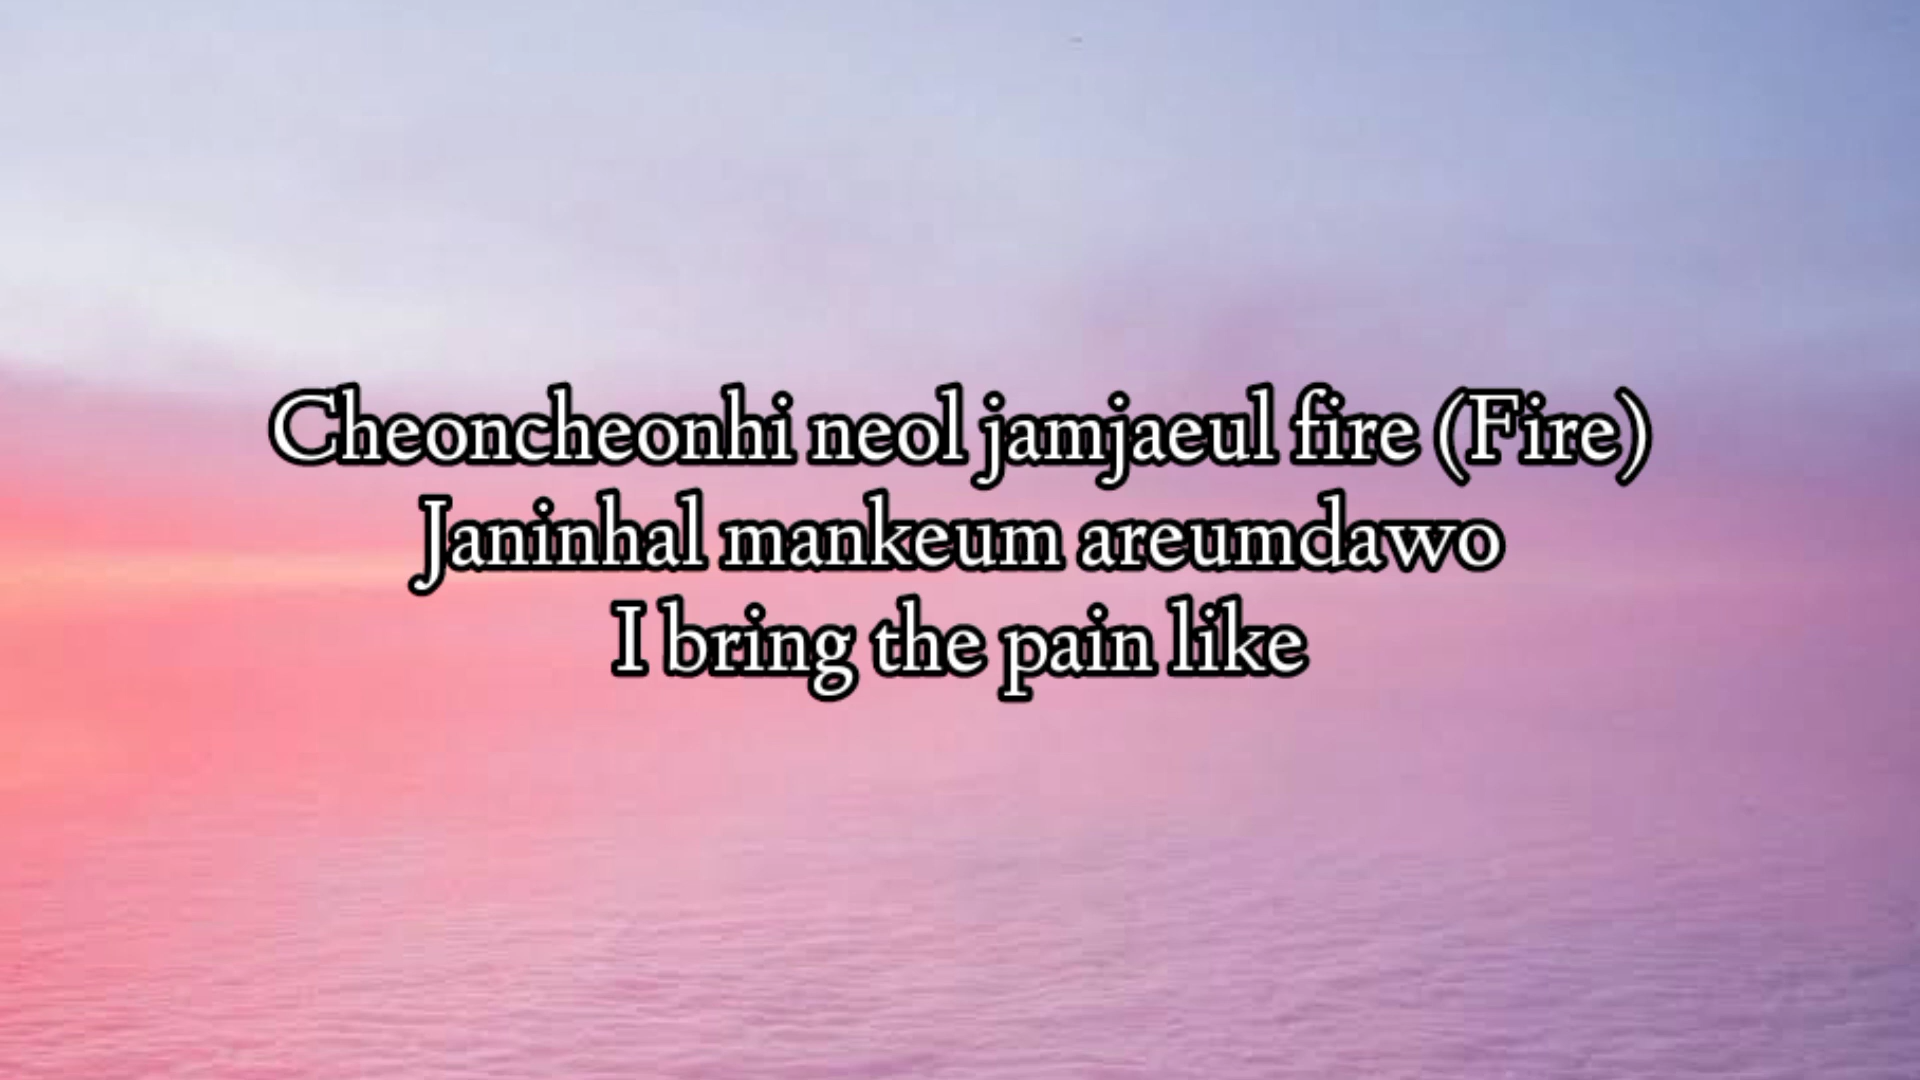 Cheoncheonhi neol jamjaeul fire (Fire)
Janinhal mankeum areumdawo
I bring the pain like